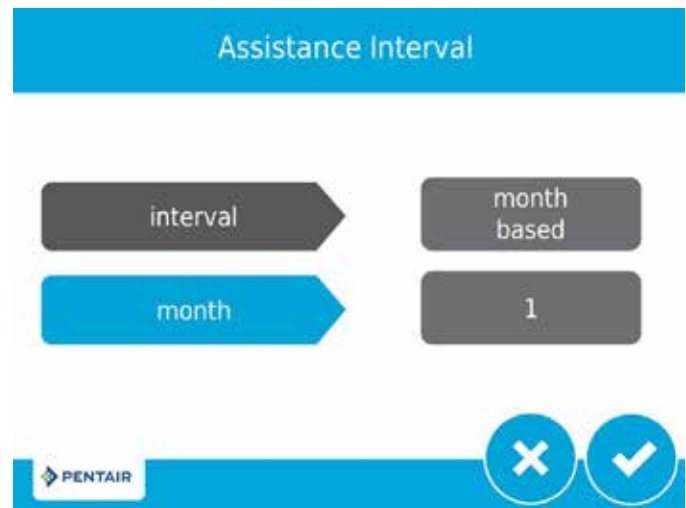 Assistance Interval
interval
month
based
month
1
PENTAIR